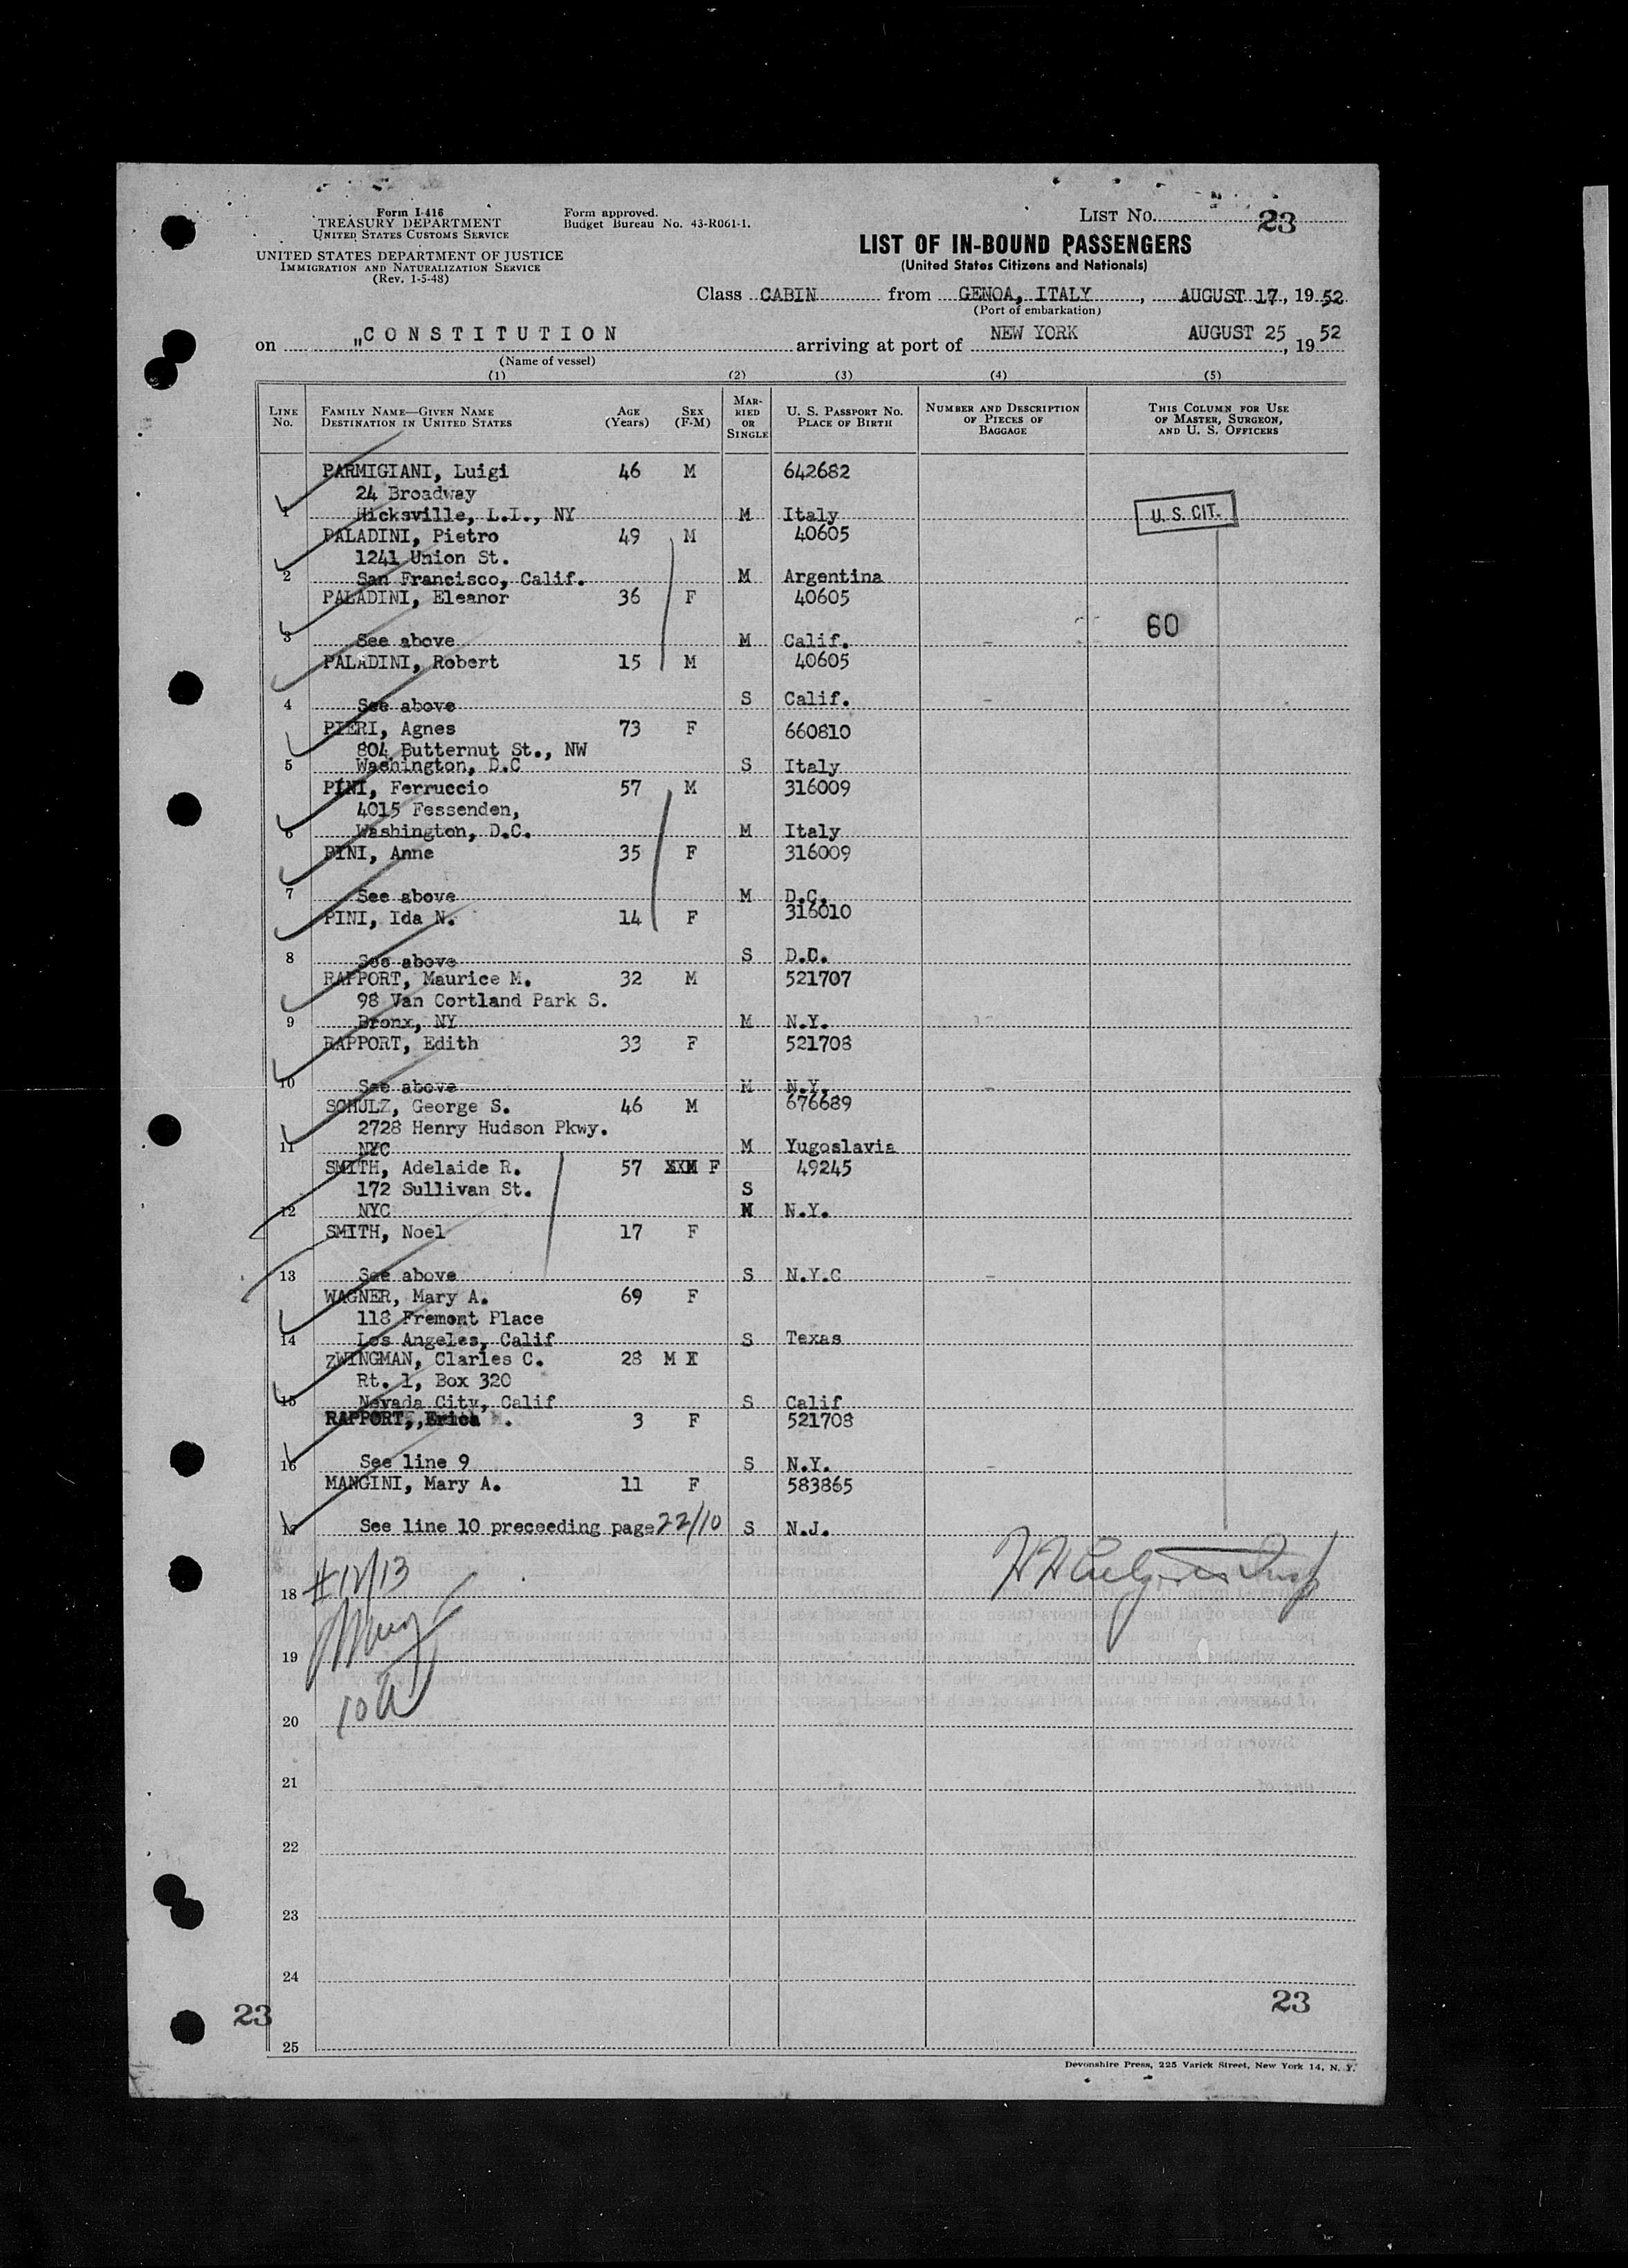 Form I-416
TREASURY DEPARTMENT
UNITED STATES CUSTOMS SERVICE
UNITED STATES DEPARTMENT OF JUSTICE
IMMIGRATION AND NATURALIZATION SERVICE
(Rev. 1-5-48)
Form approved.
Budget Bureau No. 43-R061-1.
LIST NO. 23
LIST OF IN-BOUND PASSENGERS
(United States Citizens and Nationals)
Class CABIN from GENOA, ITALY, AUGUST 17, 1952
(Port of embarkation)
on "CONSTITUTION arriving at port of NEW YORK AUGUST 25, 1952
(Name of vessel)
(1) (2) (3) (4) (5)
LINE NO. FAMILY NAME—GIVEN NAME DESTINATION IN UNITED STATES AGE (Years) SEX (F-M) MARRIED OR SINGLE U. S. PASSPORT NO. PLACE OF BIRTH NUMBER AND DESCRIPTION OF PIECES OF BAGGAGE THIS COLUMN FOR USE OF MASTER, SURGEON, AND U. S. OFFICERS
PARMIGIANI, Luigi 46 M 642682
24 Broadway
1 Hicksville, L.I., NY M Italy U. S. CIT.
PALADINI, Pietro 49 M 40605
1241 Union St.
2 San Francisco, Calif. M Argentina
PALADINI, Eleanor 36 F 40605
60
3 See above M Calif. -
PALADINI, Robert 15 M 40605
4 See above S Calif. -
PIERI, Agnes 73 F 660810
804 Butternut St., NW
5 Washington, D.C S Italy
PINI, Ferruccio 57 M 316009
4015 Fessenden,
6 Washington, D.C. M Italy
PINI, Anne 35 F 316009
7 See above M D.C.
PINI, Ida N. 14 F 316010
8 See above S D.C.
RAPPORT, Maurice M. 32 M 521707
98 Van Cortland Park S.
9 Bronx, NY M N.Y.
RAPPORT, Edith 33 F 521708
10 See above M N.Y. -
SCHULZ, George S. 46 M 676689
2728 Henry Hudson Pkwy.
11 NYC M Yugoslavia
SMITH, Adelaide R. 57 XXM F 49245
172 Sullivan St. S
12 NYC M N.Y.
SMITH, Noel 17 F
13 See above S N.Y.C -
WAGNER, Mary A. 69 F
118 Fremont Place
14 Los Angeles, Calif S Texas
ZWINGMAN, Clarles C. 28 M X
Rt. 1, Box 320
15 Nevada City, Calif S Calif
RAPPORT, Erica 3 F 521708
16 See line 9 S N.Y. -
MANGINI, Mary A. 11 F 583865
17 See line 10 preceeding page 22/10 S N.J.
#12/13
18
19
20
21
22
23
24
23 23
25
Devonshire Press, 225 Varick Street, New York 14, N. Y.